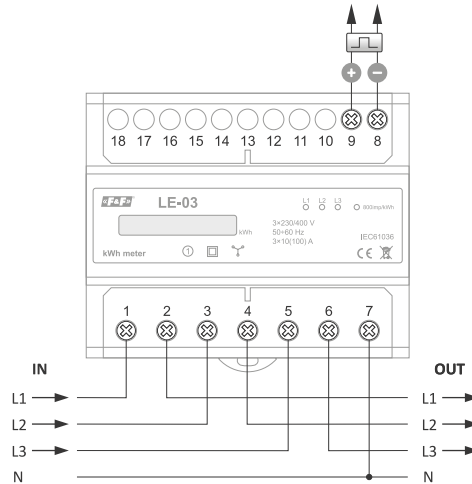 + −
18 17 16 15 14 13 12 11 10 9 8
«F&F» LE-03
L1 L2 L3 800imp/kWh
kWh
3×230/400 V
50÷60 Hz
3×10(100) A
IEC61036
kWh meter 1 CE
1 2 3 4 5 6 7
IN OUT
L1 L1
L2 L2
L3 L3
N N